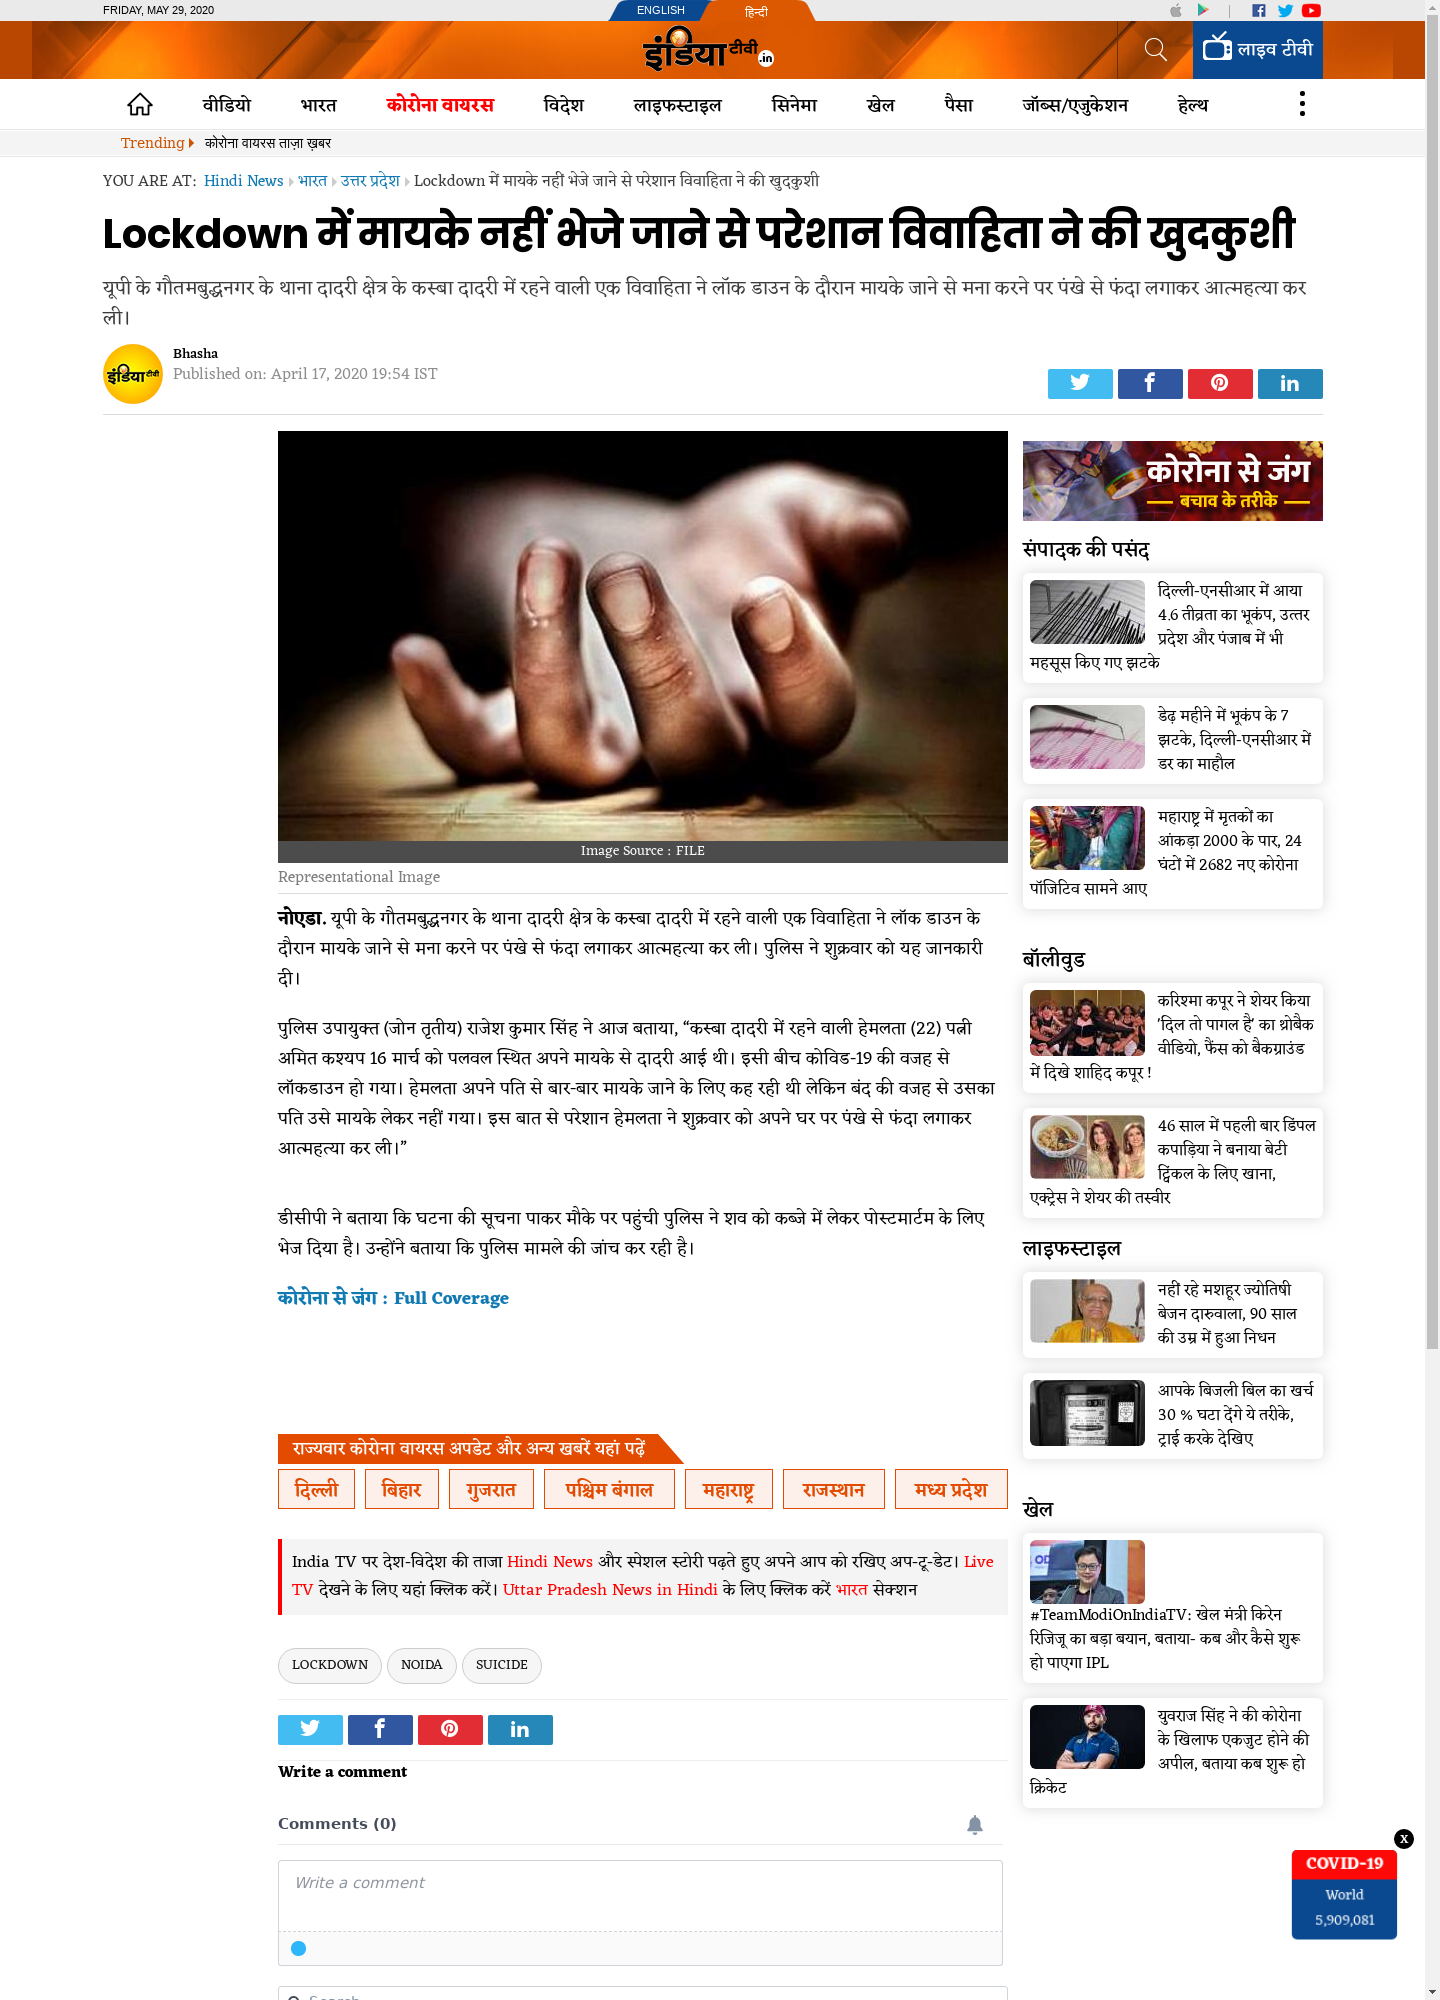 FRIDAY, MAY 29, 2020
ENGLISH
हिन्दी
इंडिया टीवी .in
लाइव टीवी
वीडियो
भारत
कोरोना वायरस
विदेश
लाइफस्टाइल
सिनेमा
खेल
पैसा
जॉब्स/एजुकेशन
हेल्थ
Trending
कोरोना वायरस ताज़ा ख़बर
YOU ARE AT: Hindi News भारत उत्तर प्रदेश Lockdown में मायके नहीं भेजे जाने से परेशान विवाहिता ने की खुदकुशी
Lockdown में मायके नहीं भेजे जाने से परेशान विवाहिता ने की खुदकुशी
यूपी के गौतमबुद्धनगर के थाना दादरी क्षेत्र के कस्बा दादरी में रहने वाली एक विवाहिता ने लॉक डाउन के दौरान मायके जाने से मना करने पर पंखे से फंदा लगाकर आत्महत्या कर
ली।
इंडिया टीवी
Bhasha
Published on: April 17, 2020 19:54 IST
Image Source : FILE
Representational Image
नोएडा. यूपी के गौतमबुद्धनगर के थाना दादरी क्षेत्र के कस्बा दादरी में रहने वाली एक विवाहिता ने लॉक डाउन के
दौरान मायके जाने से मना करने पर पंखे से फंदा लगाकर आत्महत्या कर ली। पुलिस ने शुक्रवार को यह जानकारी
दी।
पुलिस उपायुक्त (जोन तृतीय) राजेश कुमार सिंह ने आज बताया, “कस्बा दादरी में रहने वाली हेमलता (22) पत्नी
अमित कश्यप 16 मार्च को पलवल स्थित अपने मायके से दादरी आई थी। इसी बीच कोविड-19 की वजह से
लॉकडाउन हो गया। हेमलता अपने पति से बार-बार मायके जाने के लिए कह रही थी लेकिन बंद की वजह से उसका
पति उसे मायके लेकर नहीं गया। इस बात से परेशान हेमलता ने शुक्रवार को अपने घर पर पंखे से फंदा लगाकर
आत्महत्या कर ली।”
डीसीपी ने बताया कि घटना की सूचना पाकर मौके पर पहुंची पुलिस ने शव को कब्जे में लेकर पोस्टमार्टम के लिए
भेज दिया है। उन्होंने बताया कि पुलिस मामले की जांच कर रही है।
कोरोना से जंग : Full Coverage
राज्यवार कोरोना वायरस अपडेट और अन्य खबरें यहां पढ़ें
दिल्ली
बिहार
गुजरात
पश्चिम बंगाल
महाराष्ट्र
राजस्थान
मध्य प्रदेश
India TV पर देश-विदेश की ताजा Hindi News और स्पेशल स्टोरी पढ़ते हुए अपने आप को रखिए अप-टू-डेट। Live
TV देखने के लिए यहां क्लिक करें। Uttar Pradesh News in Hindi के लिए क्लिक करें भारत सेक्‍शन
LOCKDOWN
NOIDA
SUICIDE
Write a comment
Comments (0)
Write a comment
Search
कोरोना से जंग
बचाव के तरीके
संपादक की पसंद
दिल्ली-एनसीआर में आया
4.6 तीव्रता का भूकंप, उत्तर
प्रदेश और पंजाब में भी
महसूस किए गए झटके
डेढ़ महीने में भूकंप के 7
झटके, दिल्ली-एनसीआर में
डर का माहौल
महाराष्ट्र में मृतकों का
आंकड़ा 2000 के पार, 24
घंटों में 2682 नए कोरोना
पॉजिटिव सामने आए
बॉलीवुड
करिश्मा कपूर ने शेयर किया
'दिल तो पागल है' का थ्रोबैक
वीडियो, फैंस को बैकग्राउंड
में दिखे शाहिद कपूर !
46 साल में पहली बार डिंपल
कपाड़िया ने बनाया बेटी
ट्विंकल के लिए खाना,
एक्ट्रेस ने शेयर की तस्वीर
लाइफस्टाइल
नहीं रहे मशहूर ज्योतिषी
बेजन दारुवाला, 90 साल
की उम्र में हुआ निधन
आपके बिजली बिल का खर्च
30 % घटा देंगे ये तरीके,
ट्राई करके देखिए
खेल
#TeamModiOnIndiaTV: खेल मंत्री किरेन
रिजिजू का बड़ा बयान, बताया- कब और कैसे शुरू
हो पाएगा IPL
युवराज सिंह ने की कोरोना
के खिलाफ एकजुट होने की
अपील, बताया कब शुरू हो
क्रिकेट
X
COVID-19
World
5,909,081